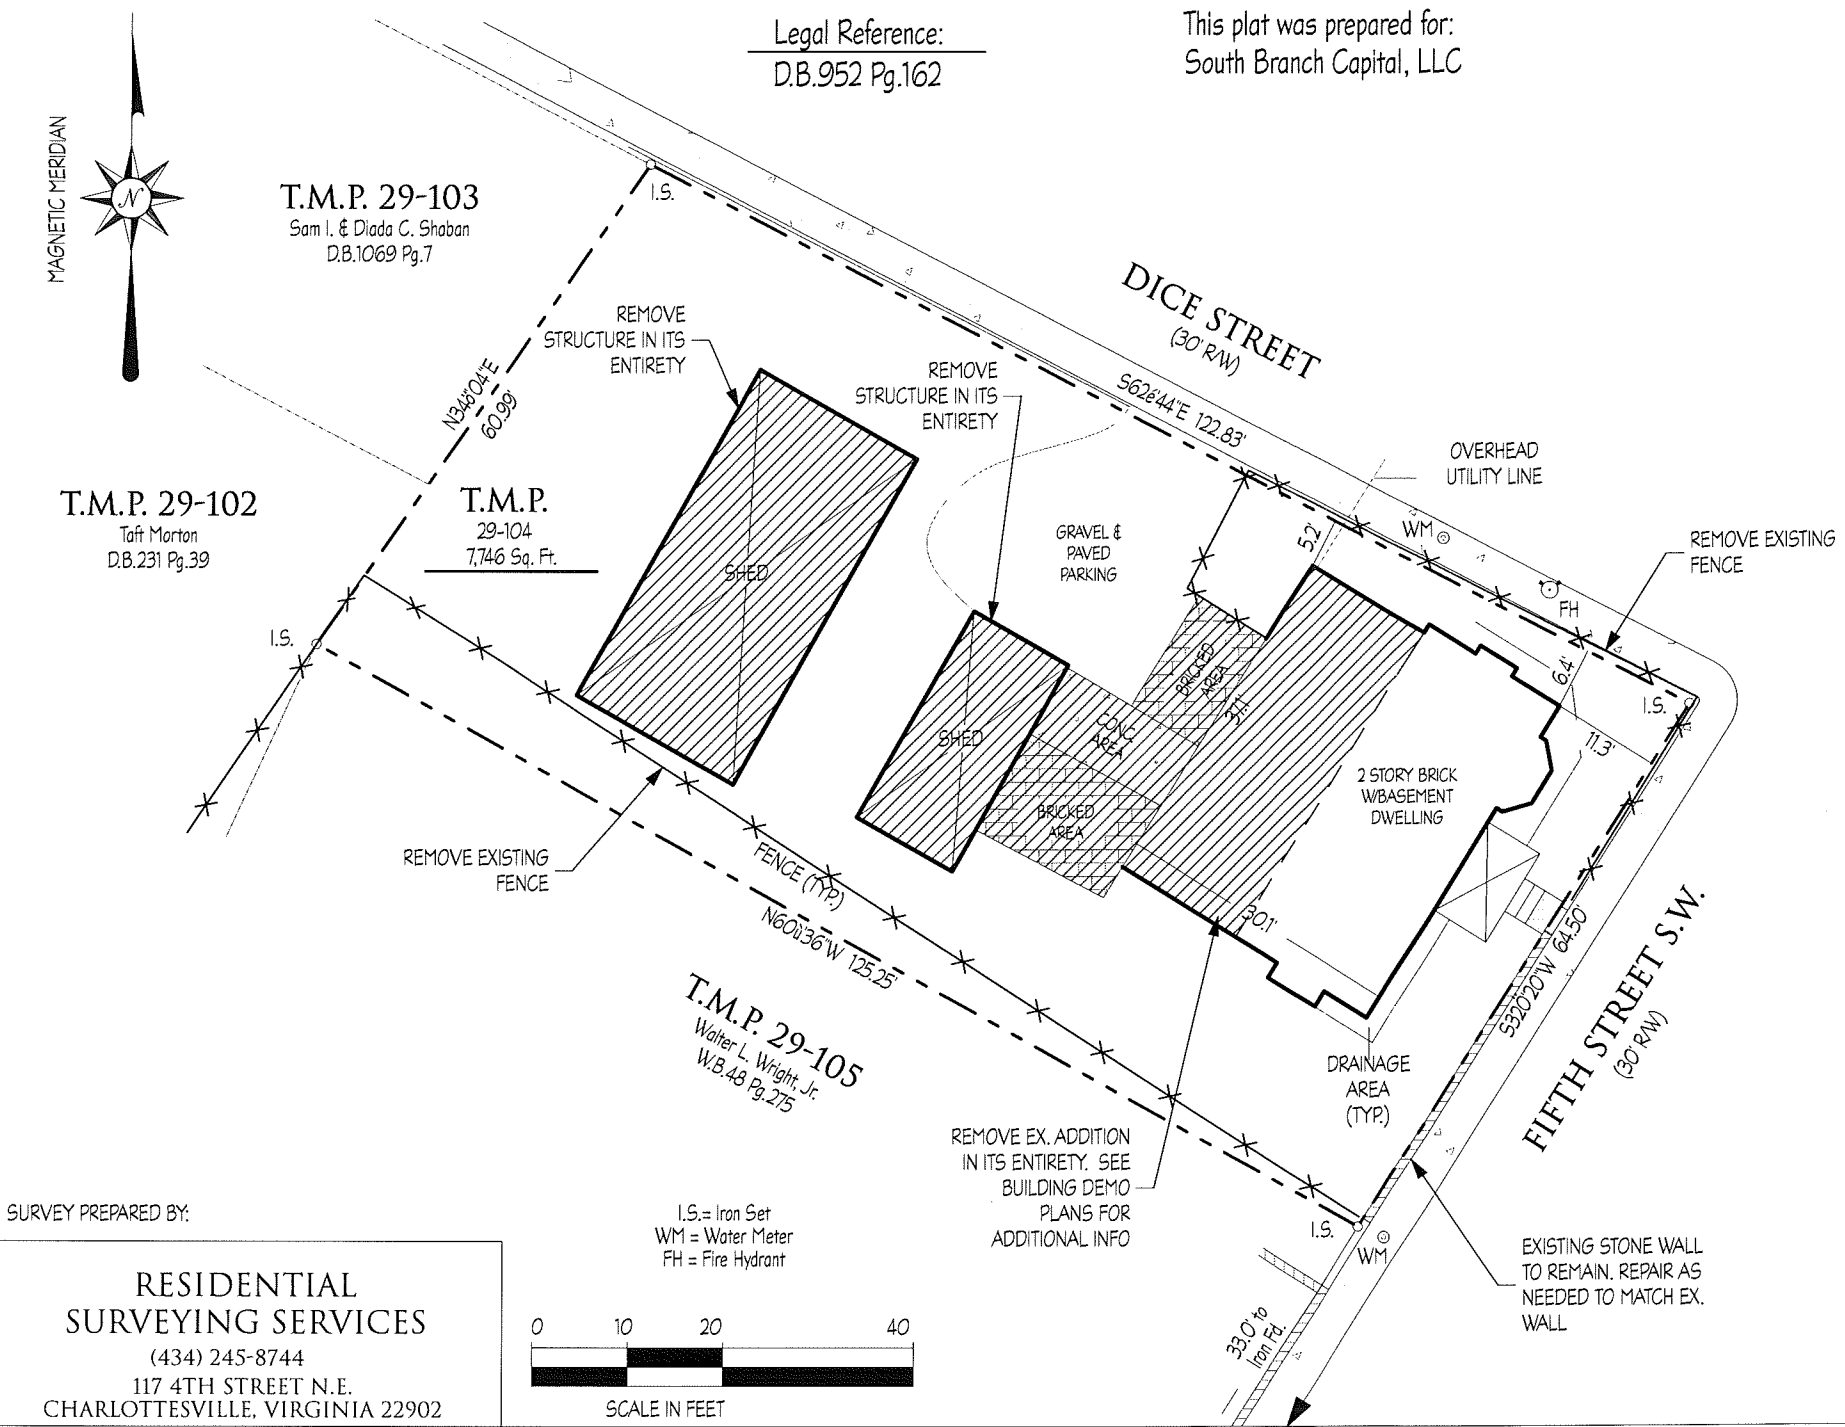 Legal Reference:
D.B.952 Pg.162
This plat was prepared for:
South Branch Capital, LLC
MAGNETIC MERIDIAN
N
T.M.P. 29-103
Sam I. & Diada C. Shaban
D.B.1069 Pg.7
I.S.
DICE STREET
(30' R/W)
S62°6'44"E 122.83'
REMOVE
STRUCTURE IN ITS
ENTIRETY
REMOVE
STRUCTURE IN ITS
ENTIRETY
60.99'
OVERHEAD
UTILITY LINE
T.M.P. 29-102
Taft Morton
D.B.231 Pg.39
T.M.P.
29-104
7,746 Sq. Ft.
GRAVEL &
PAVED
PARKING
5.2'
WM
REMOVE EXISTING
FENCE
FH
SHED
I.S.
BRICKED
AREA
37.1'
6.4'
I.S.
CONC.
AREA
SHED
11.3'
2 STORY BRICK
W/BASEMENT
DWELLING
BRICKED
AREA
REMOVE EXISTING
FENCE
FENCE (TYP.)
30.1'
125.25'
64.50'
FIFTH STREET S.W.
(30' R/W)
T.M.P. 29-105
Walter L. Wright, Jr.
W.B.48 Pg.275
DRAINAGE
AREA
(TYP.)
REMOVE EX. ADDITION
IN ITS ENTIRETY. SEE
BUILDING DEMO
PLANS FOR
ADDITIONAL INFO
I.S.
WM
EXISTING STONE WALL
TO REMAIN. REPAIR AS
NEEDED TO MATCH EX.
WALL
33.0' to
Iron Fd.
SURVEY PREPARED BY:
RESIDENTIAL
SURVEYING SERVICES
(434) 245-8744
117 4TH STREET N.E.
CHARLOTTESVILLE, VIRGINIA 22902
I.S.= Iron Set
WM = Water Meter
FH = Fire Hydrant
0 10 20 40
SCALE IN FEET